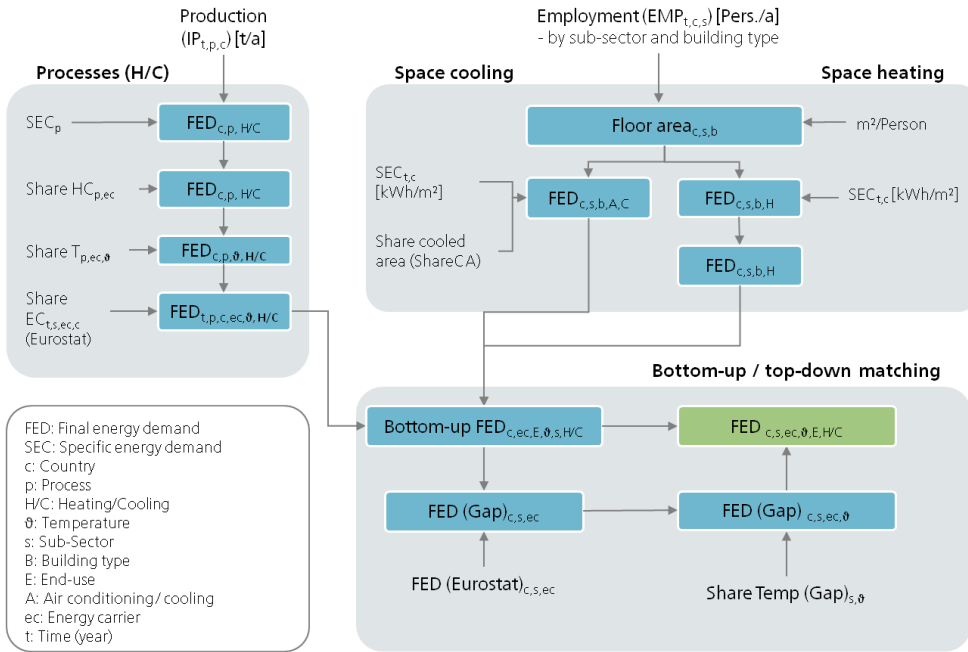 Production
(IPt,p,c) [t/a]
Processes (H/C)
SECp
FEDc,p, H/C
Share HCp,ec
FEDc,p, H/C
Share Tp,ec,ϑ
FEDc,p,ϑ, H/C
Share
ECt,s,ec,c
(Eurostat)
FEDt,p,c,ec,ϑ, H/C
Employment (EMPt,c,s) [Pers./a]
- by sub-sector and building type
Space cooling
Space heating
Floor areac,s,b
m²/Person
SECt,c
[kWh/m²]
FEDc,s,b,A,C
FEDc,s,b,H
SECt,c [kWh/m²]
Share cooled
area (ShareCA)
FEDc,s,b,H
Bottom-up / top-down matching
Bottom-up FEDc,ec,E,ϑ,s,H/C
FED c,s,ec,ϑ,E,H/C
FED (Gap)c,s,ec
FED (Gap) c,s,ec,ϑ
FED (Eurostat)c,s,ec
Share Temp (Gap)s,ϑ
FED: Final energy demand
SEC: Specific energy demand
c: Country
p: Process
H/C: Heating/Cooling
ϑ: Temperature
s: Sub-Sector
B: Building type
E: End-use
A: Air conditioning/ cooling
ec: Energy carrier
t: Time (year)